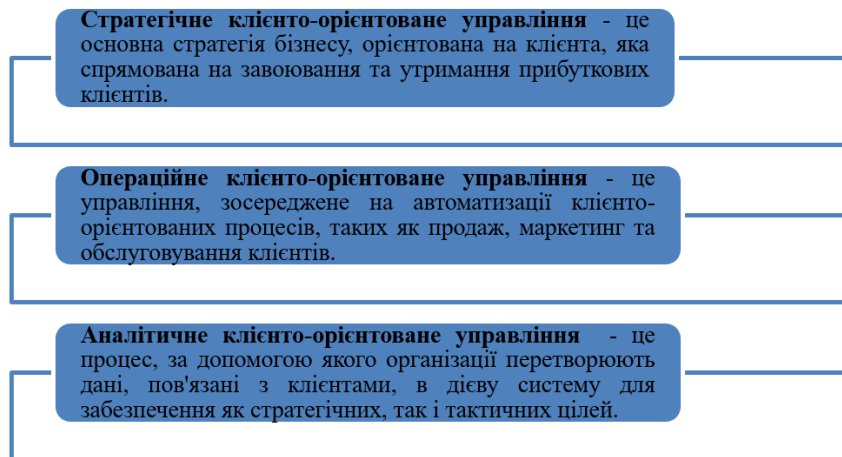 Стратегічне клієнто-орієнтоване управління - це
основна стратегія бізнесу, орієнтована на клієнта, яка
спрямована на завоювання та утримання прибуткових
клієнтів.
Операційне клієнто-орієнтоване управління - це
управління, зосереджене на автоматизації клієнто-
орієнтованих процесів, таких як продаж, маркетинг та
обслуговування клієнтів.
Аналітичне клієнто-орієнтоване управління - це
процес, за допомогою якого організації перетворюють
дані, пов'язані з клієнтами, в дієву систему для
забезпечення як стратегічних, так і тактичних цілей.